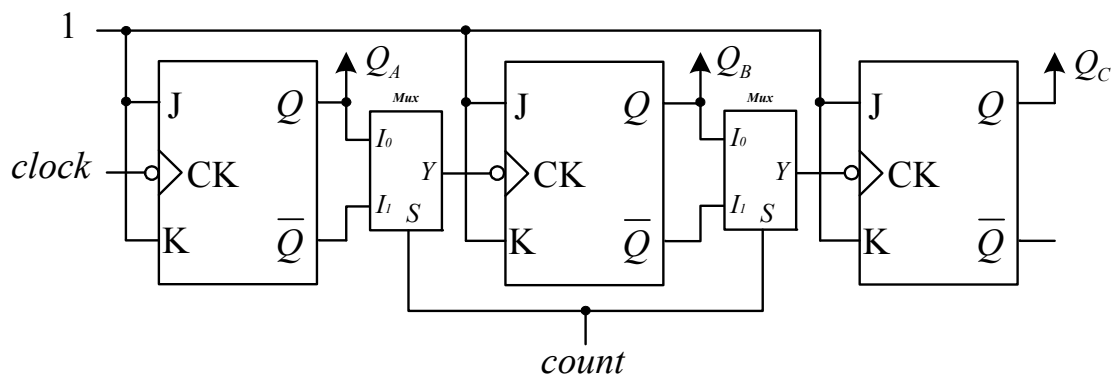 1
Q_A
Q_B
Q_C
Mux
Mux
J
Q
I_0
J
Q
I_0
J
Q
clock
CK
Y
CK
Y
CK
K
Q̅
I_1
S
K
Q̅
I_1
S
K
Q̅
count